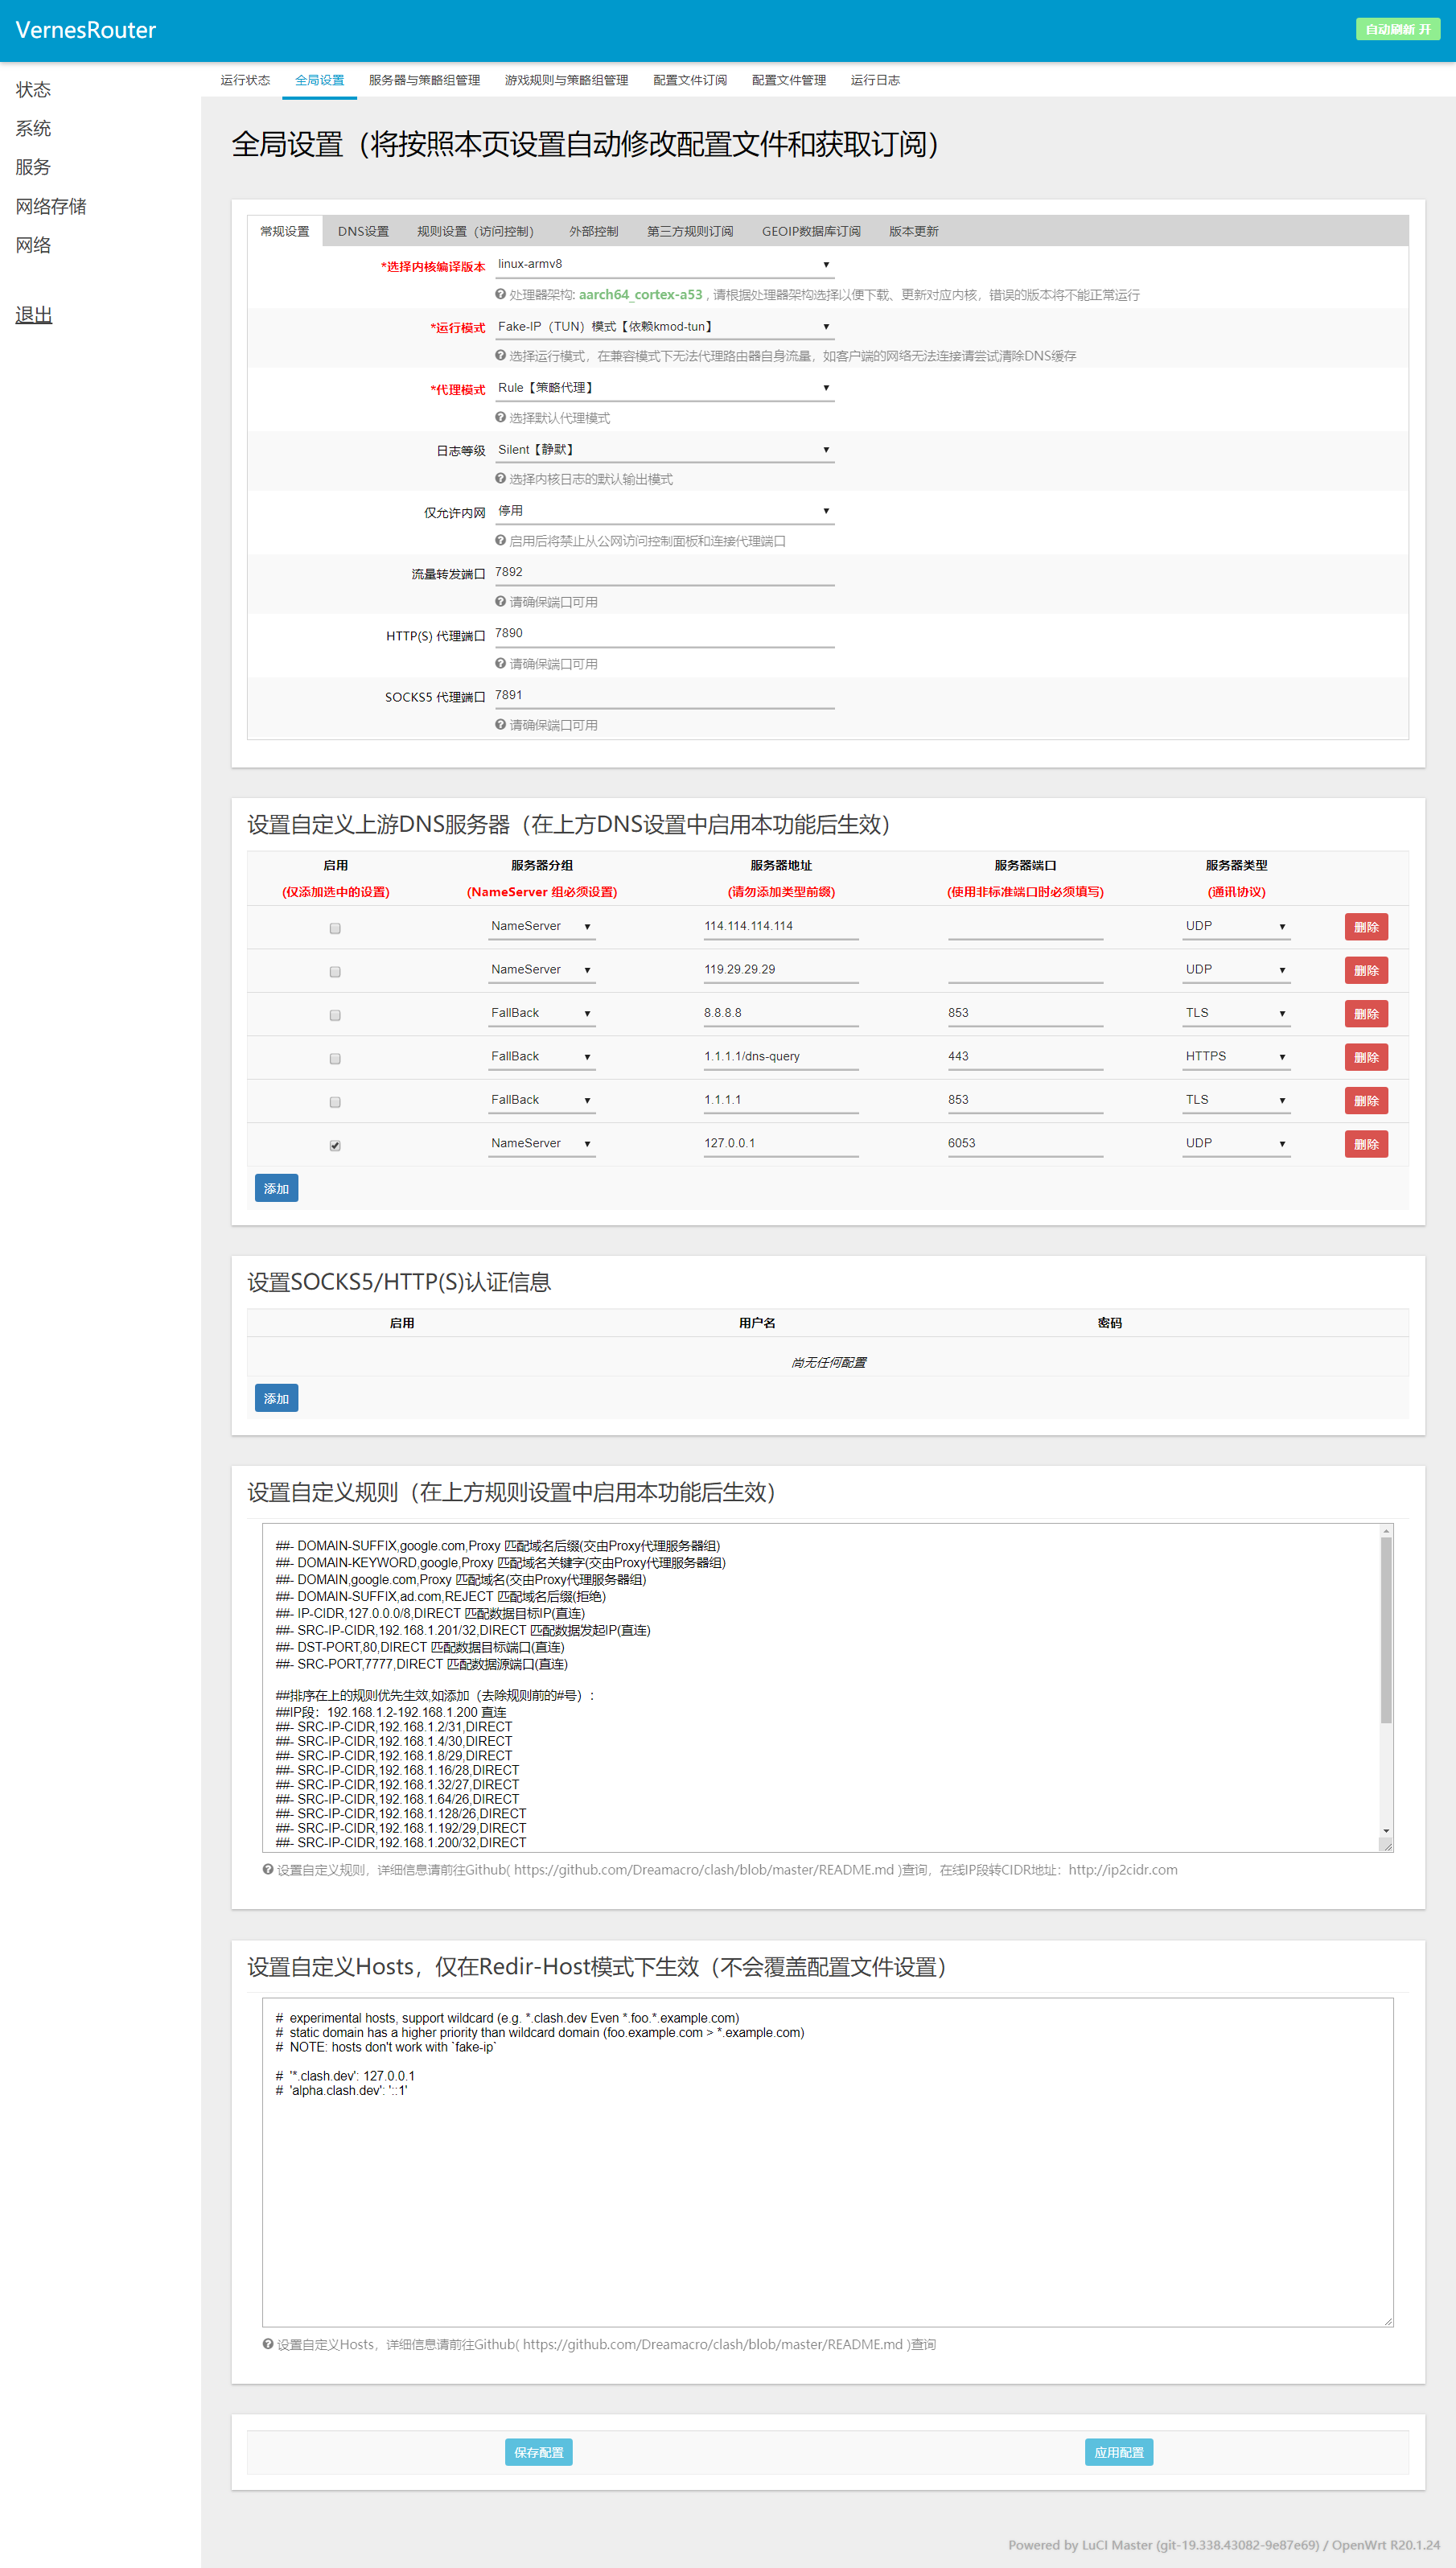 VernesRouter
自动刷新 开
状态
系统
服务
网络存储
网络
退出
运行状态 全局设置 服务器与策略组管理 游戏规则与策略组管理 配置文件订阅 配置文件管理 运行日志
全局设置（将按照本页设置自动修改配置文件和获取订阅）
常规设置 DNS设置 规则设置（访问控制） 外部控制 第三方规则订阅 GEOIP数据库订阅 版本更新
*选择内核编译版本 linux-armv8
处理器架构: aarch64_cortex-a53 , 请根据处理器架构选择以便下载、更新对应内核，错误的版本将不能正常运行
*运行模式 Fake-IP（TUN）模式【依赖kmod-tun】
选择运行模式，在兼容模式下无法代理路由器自身流量，如客户端的网络无法连接请尝试清除DNS缓存
*代理模式 Rule【策略代理】
选择默认代理模式
日志等级 Silent【静默】
选择内核日志的默认输出模式
仅允许内网 停用
启用后将禁止从公网访问控制面板和连接代理端口
流量转发端口 7892
请确保端口可用
HTTP(S) 代理端口 7890
请确保端口可用
SOCKS5 代理端口 7891
请确保端口可用
设置自定义上游DNS服务器（在上方DNS设置中启用本功能后生效）
启用 服务器分组 服务器地址 服务器端口 服务器类型
(仅添加选中的设置) (NameServer 组必须设置) (请勿添加类型前缀) (使用非标准端口时必须填写) (通讯协议)
NameServer 114.114.114.114 UDP 删除
NameServer 119.29.29.29 UDP 删除
FallBack 8.8.8.8 853 TLS 删除
FallBack 1.1.1.1/dns-query 443 HTTPS 删除
FallBack 1.1.1.1 853 TLS 删除
NameServer 127.0.0.1 6053 UDP 删除
添加
设置SOCKS5/HTTP(S)认证信息
启用 用户名 密码
尚无任何配置
添加
设置自定义规则（在上方规则设置中启用本功能后生效）
##- DOMAIN-SUFFIX,google.com,Proxy 匹配域名后缀(交由Proxy代理服务器组)
##- DOMAIN-KEYWORD,google,Proxy 匹配域名关键字(交由Proxy代理服务器组)
##- DOMAIN,google.com,Proxy 匹配域名(交由Proxy代理服务器组)
##- DOMAIN-SUFFIX,ad.com,REJECT 匹配域名后缀(拒绝)
##- IP-CIDR,127.0.0.0/8,DIRECT 匹配数据目标IP(直连)
##- SRC-IP-CIDR,192.168.1.201/32,DIRECT 匹配数据发起IP(直连)
##- DST-PORT,80,DIRECT 匹配数据目标端口(直连)
##- SRC-PORT,7777,DIRECT 匹配数据源端口(直连)
##排序在上的规则优先生效,如添加（去除规则前的#号）：
##IP段：192.168.1.2-192.168.1.200 直连
##- SRC-IP-CIDR,192.168.1.2/31,DIRECT
##- SRC-IP-CIDR,192.168.1.4/30,DIRECT
##- SRC-IP-CIDR,192.168.1.8/29,DIRECT
##- SRC-IP-CIDR,192.168.1.16/28,DIRECT
##- SRC-IP-CIDR,192.168.1.32/27,DIRECT
##- SRC-IP-CIDR,192.168.1.64/26,DIRECT
##- SRC-IP-CIDR,192.168.1.128/26,DIRECT
##- SRC-IP-CIDR,192.168.1.192/29,DIRECT
##- SRC-IP-CIDR,192.168.1.200/32,DIRECT
设置自定义规则，详细信息请前往Github( https://github.com/Dreamacro/clash/blob/master/README.md )查询，在线IP段转CIDR地址：http://ip2cidr.com
设置自定义Hosts，仅在Redir-Host模式下生效（不会覆盖配置文件设置）
# experimental hosts, support wildcard (e.g. *.clash.dev Even *.foo.*.example.com)
# static domain has a higher priority than wildcard domain (foo.example.com > *.example.com)
# NOTE: hosts don't work with `fake-ip`
# '*.clash.dev': 127.0.0.1
# 'alpha.clash.dev': '::1'
设置自定义Hosts，详细信息请前往Github( https://github.com/Dreamacro/clash/blob/master/README.md )查询
保存配置 应用配置
Powered by LuCI Master (git-19.338.43082-9e87e69) / OpenWrt R20.1.24